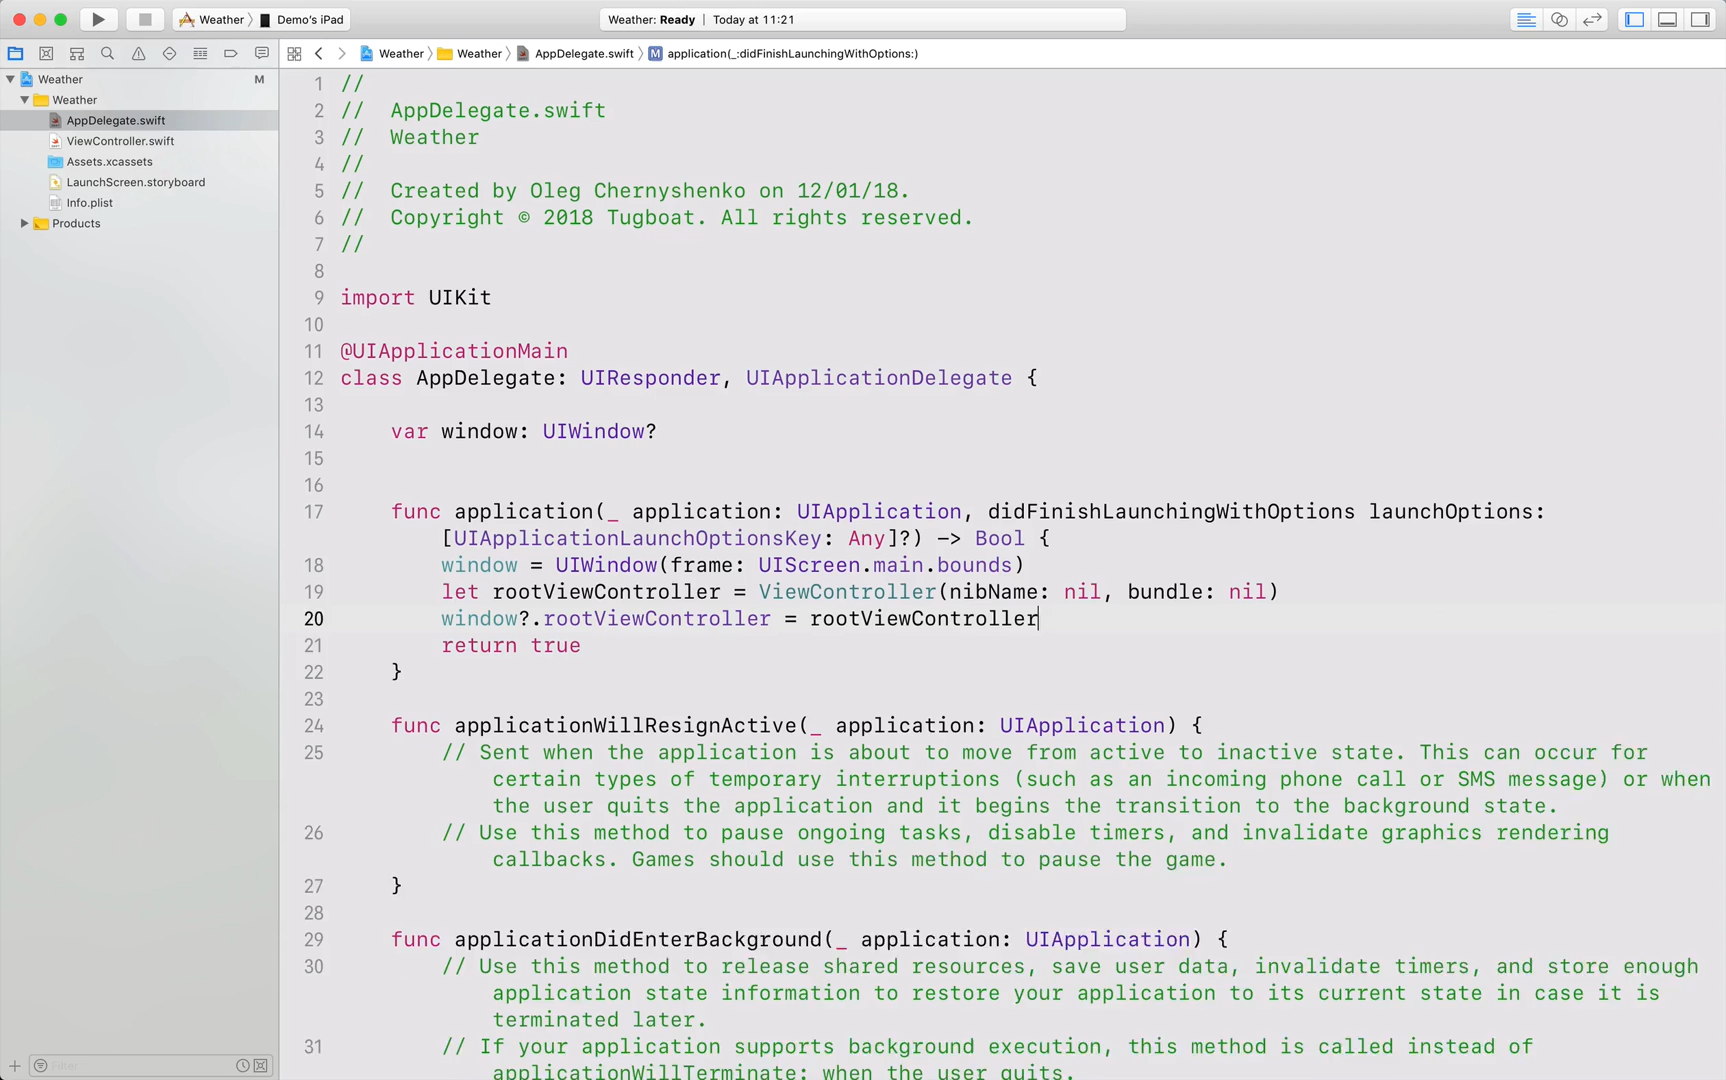 Weather
Demo's iPad
Weather: Ready | Today at 11:21
Weather
Weather
AppDelegate.swift
M
application(_:didFinishLaunchingWithOptions:)
Weather
M
Weather
AppDelegate.swift
ViewController.swift
Assets.xcassets
LaunchScreen.storyboard
Info.plist
Products
Filter
1 //
2 //  AppDelegate.swift
3 //  Weather
4 //
5 //  Created by Oleg Chernyshenko on 12/01/18.
6 //  Copyright © 2018 Tugboat. All rights reserved.
7 //
8
9 import UIKit
10
11 @UIApplicationMain
12 class AppDelegate: UIResponder, UIApplicationDelegate {
13
14     var window: UIWindow?
15
16
17     func application(_ application: UIApplication, didFinishLaunchingWithOptions launchOptions:
[UIApplicationLaunchOptionsKey: Any]?) -> Bool {
18         window = UIWindow(frame: UIScreen.main.bounds)
19         let rootViewController = ViewController(nibName: nil, bundle: nil)
20         window?.rootViewController = rootViewController
21         return true
22     }
23
24     func applicationWillResignActive(_ application: UIApplication) {
25         // Sent when the application is about to move from active to inactive state. This can occur for
certain types of temporary interruptions (such as an incoming phone call or SMS message) or when
the user quits the application and it begins the transition to the background state.
26         // Use this method to pause ongoing tasks, disable timers, and invalidate graphics rendering
callbacks. Games should use this method to pause the game.
27     }
28
29     func applicationDidEnterBackground(_ application: UIApplication) {
30         // Use this method to release shared resources, save user data, invalidate timers, and store enough
application state information to restore your application to its current state in case it is
terminated later.
31         // If your application supports background execution, this method is called instead of
applicationWillTerminate: when the user quits.